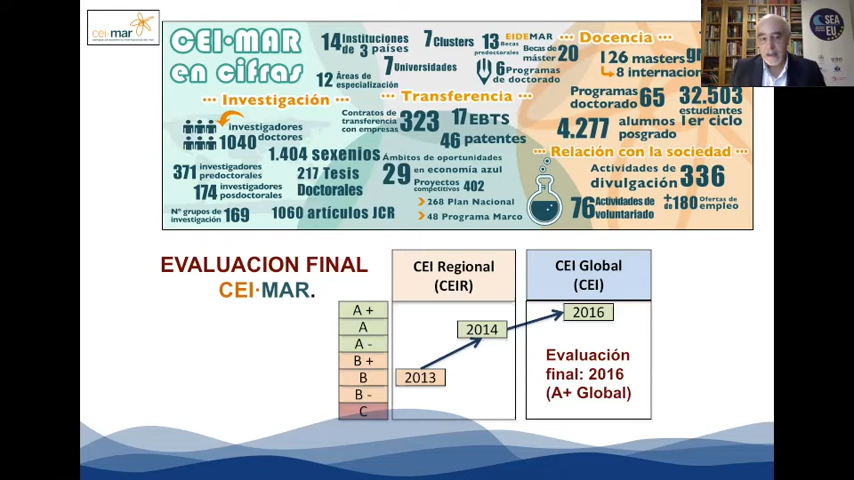 cei·mar
CEI·MAR
en cifras
14 Instituciones
de 3 países
7 Clusters
7 Universidades
12 Áreas de
especialización
13 EIDEMAR
Becas
predoctorales
6 Programas
de doctorado
Becas de
máster 20
··· Docencia ···
126 masters
8 internacion
Programas
doctorado 65
32.503
estudiantes
1er ciclo
4.277 alumnos
posgrado
··· Investigación ···
investigadores
1040 doctores
371 investigadores
predoctorales
174 investigadores
posdoctorales
Nº grupos de
investigación 169
1.404 sexenios
217 Tesis
Doctorales
1060 artículos JCR
··· Transferencia ···
Contratos de
transferencia
con empresas 323
17 EBTS
46 patentes
Ámbitos de oportunidades
29 en economía azul
Proyectos
competitivos 402
268 Plan Nacional
48 Programa Marco
··· Relación con la sociedad ···
Actividades de
divulgación 336
76 Actividades de
voluntariado
+ de 180 Ofertas de
empleo
SEA
EU
EVALUACION FINAL
CEI·MAR.
CEI Regional
(CEIR)
CEI Global
(CEI)
A +
A
A -
B +
B
B -
C
2013
2014
2016
Evaluación
final: 2016
(A+ Global)